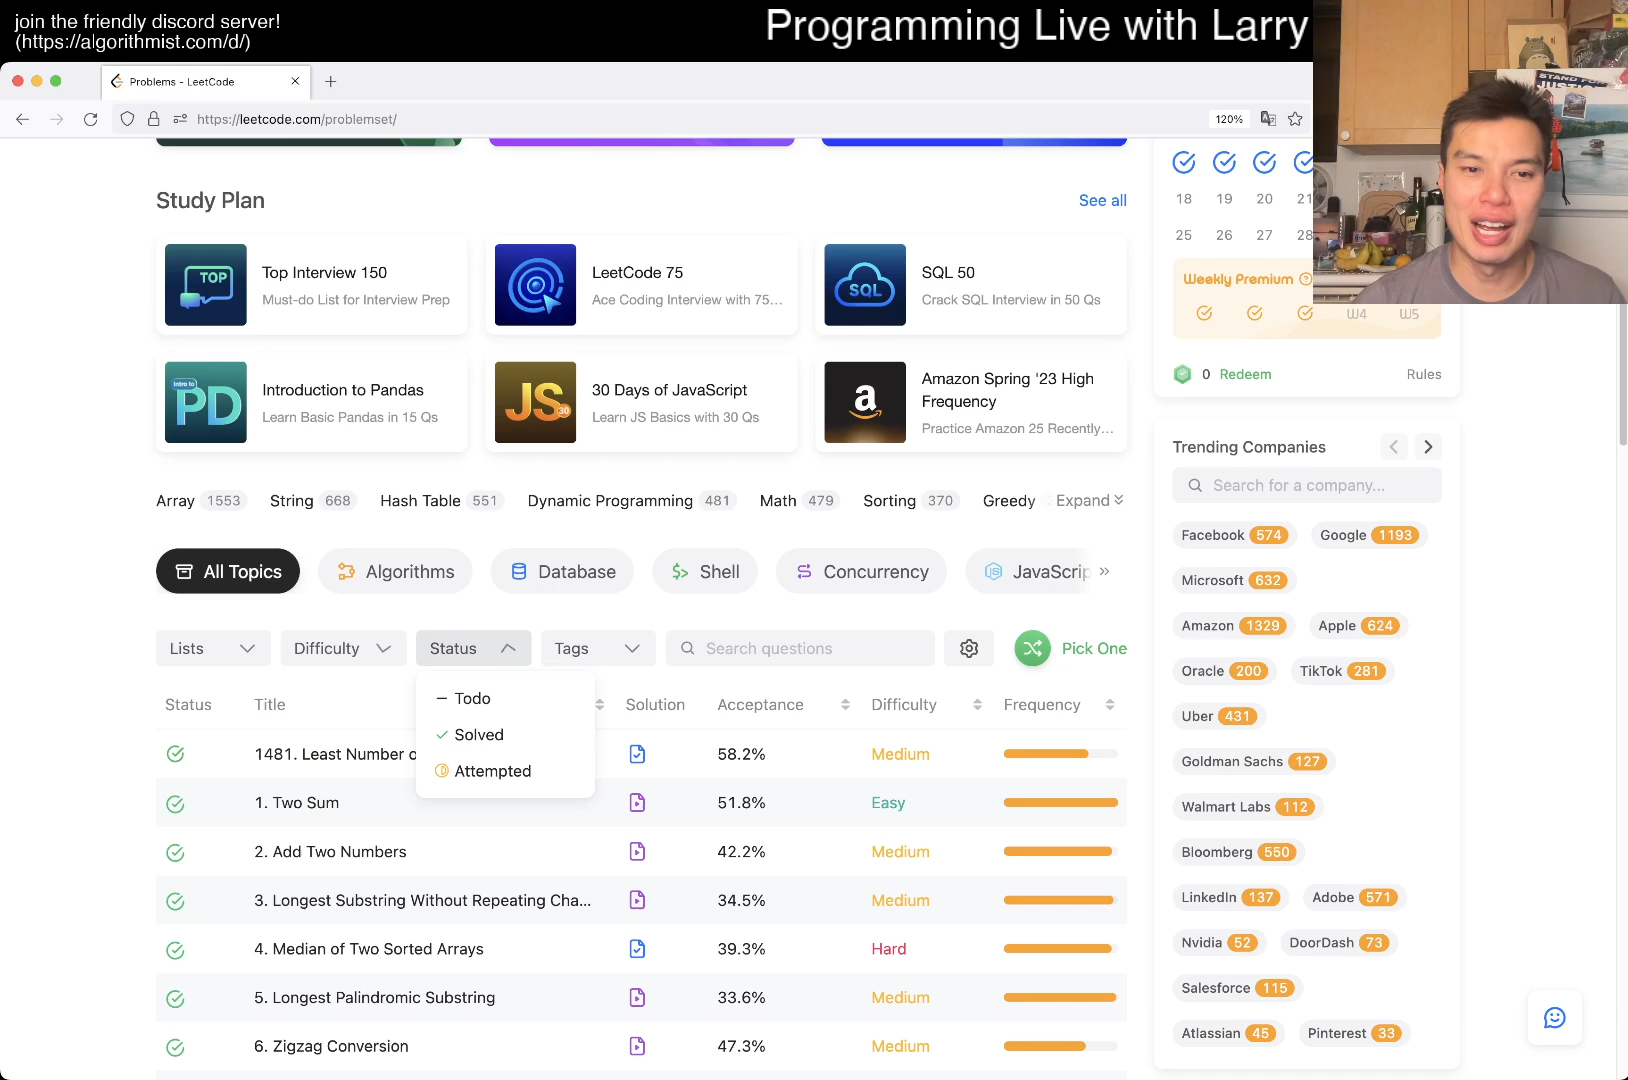 join the friendly discord server!
(https://algorithmist.com/d/)
Programming Live with Larry
Problems - LeetCode
https://leetcode.com/problemset/
120%
Study Plan
See all
TOP
Top Interview 150
Must-do List for Interview Prep
LeetCode 75
Ace Coding Interview with 75...
SQL
SQL 50
Crack SQL Interview in 50 Qs
Intro to
PD
Introduction to Pandas
Learn Basic Pandas in 15 Qs
JS 30
30 Days of JavaScript
Learn JS Basics with 30 Qs
a
Amazon Spring '23 High
Frequency
Practice Amazon 25 Recently...
Array 1553 String 668 Hash Table 551 Dynamic Programming 481 Math 479 Sorting 370 Greedy Expand
All Topics Algorithms Database $> Shell Concurrency JS JavaScrip
Lists Difficulty Status Tags Search questions Pick One
Todo
Solved
Attempted
Status Title Solution Acceptance Difficulty Frequency
1481. Least Number o 58.2% Medium
1. Two Sum 51.8% Easy
2. Add Two Numbers 42.2% Medium
3. Longest Substring Without Repeating Cha... 34.5% Medium
4. Median of Two Sorted Arrays 39.3% Hard
5. Longest Palindromic Substring 33.6% Medium
6. Zigzag Conversion 47.3% Medium
18 19 20 21
25 26 27 28
Weekly Premium
W4 W5
0 Redeem Rules
Trending Companies
Search for a company...
Facebook 574 Google 1193
Microsoft 632
Amazon 1329 Apple 624
Oracle 200 TikTok 281
Uber 431
Goldman Sachs 127
Walmart Labs 112
Bloomberg 550
LinkedIn 137 Adobe 571
Nvidia 52 DoorDash 73
Salesforce 115
Atlassian 45 Pinterest 33
STAND FOR